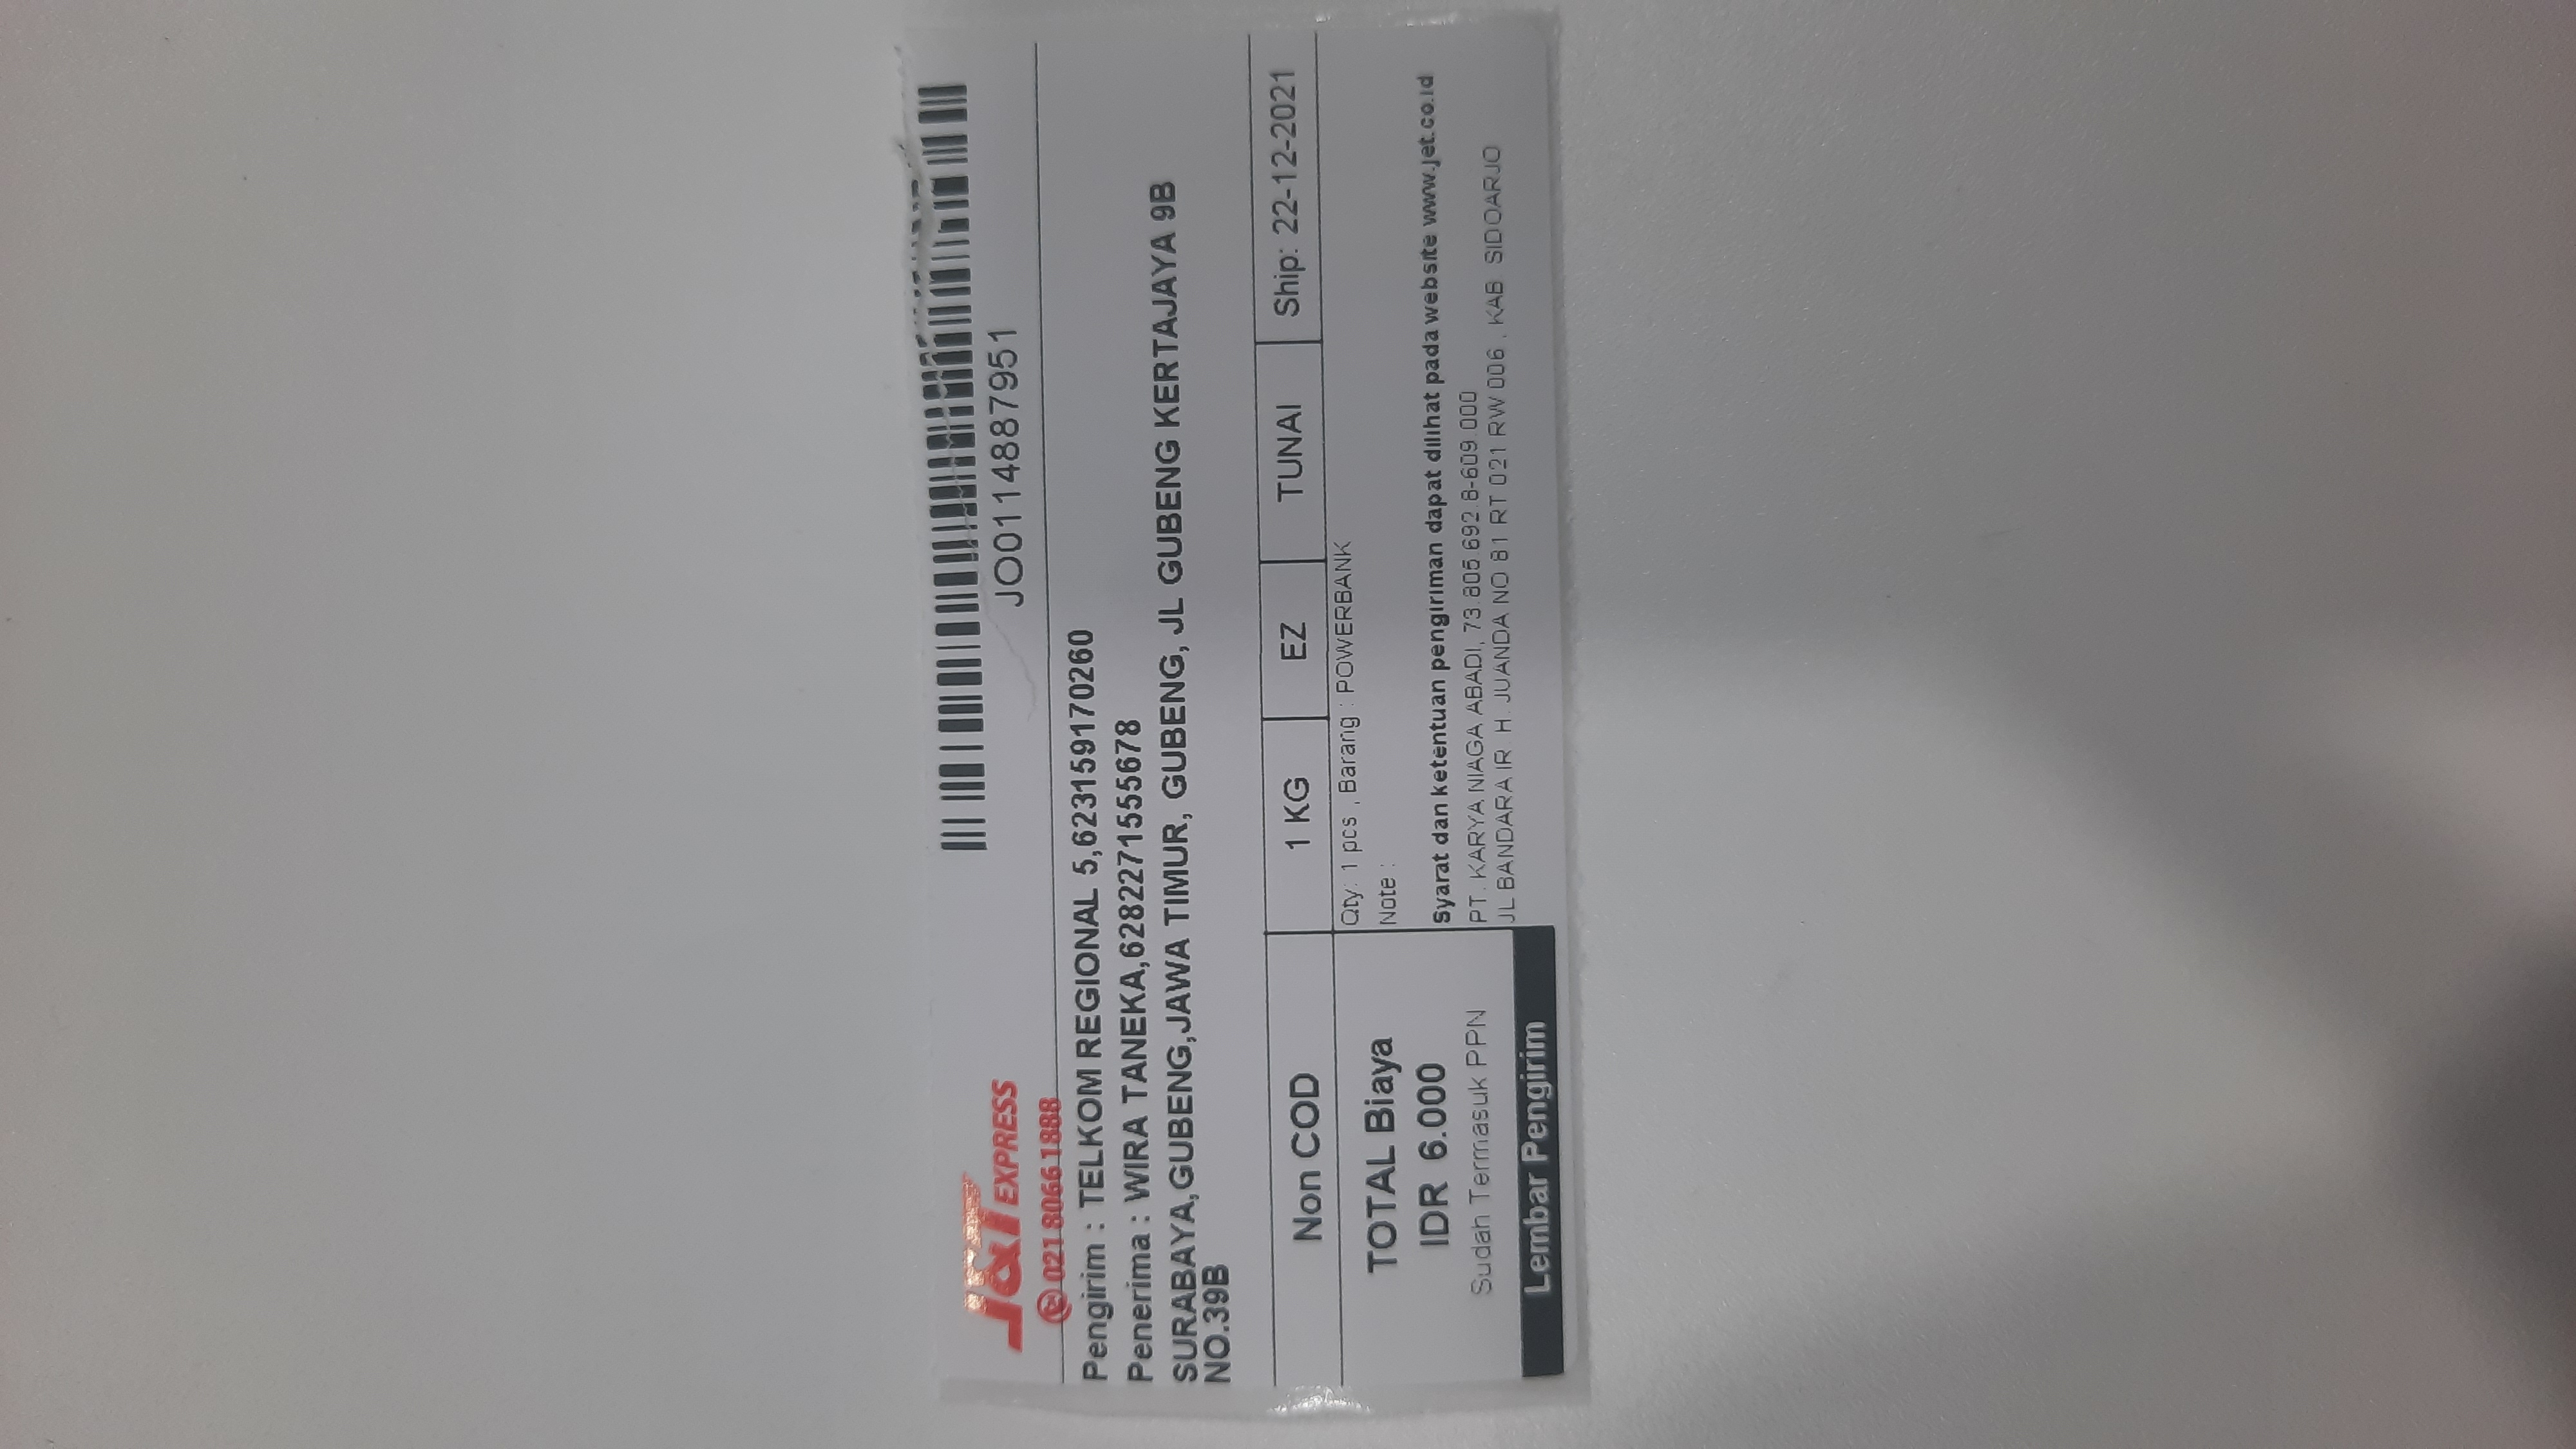 J&T EXPRESS
JO0114887951
021 8066 1888
Pengirim : TELKOM REGIONAL 5,623159170260
Penerima : WIRA TANEKA,6282271555678
SURABAYA,GUBENG,JAWA TIMUR, GUBENG, JL GUBENG KERTAJAYA 9B
NO.39B
Non COD 1 KG EZ TUNAI Ship: 22-12-2021
TOTAL Biaya
IDR 6.000
Sudah Termasuk PPN
Lembar Pengirim
Qty: 1 pcs , Barang : POWERBANK
Note :
Syarat dan ketentuan pengiriman dapat dilihat pada website www.jet.co.id
PT. KARYA NIAGA ABADI, 73.805.692.8-609.000
JL BANDARA IR. H. JUANDA NO 81 RT 021 RW 006 , KAB. SIDOARJO